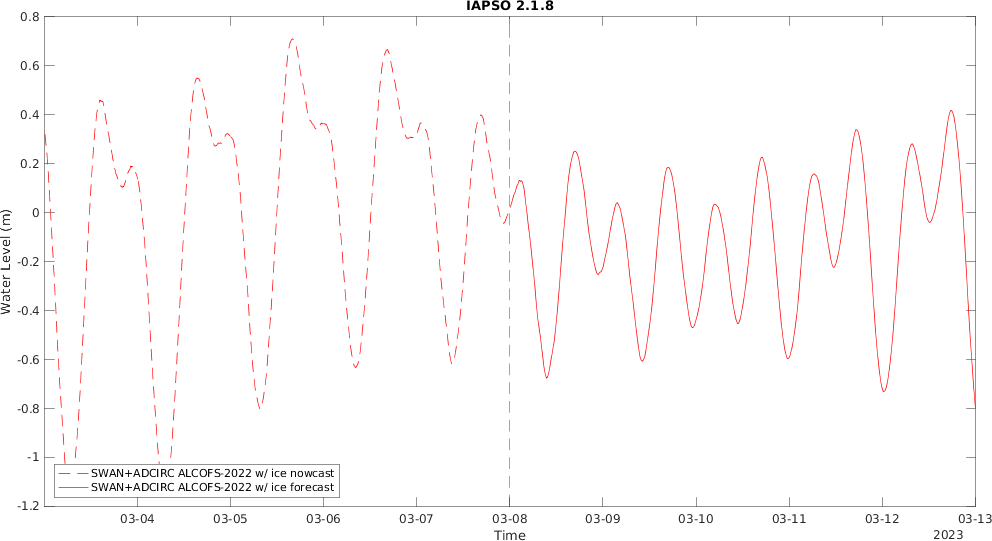 IAPSO 2.1.8
0.8
0.6
0.4
0.2
0
-0.2
-0.4
-0.6
-0.8
-1
-1.2
Water Level (m)
SWAN+ADCIRC ALCOFS-2022 w/ ice nowcast
SWAN+ADCIRC ALCOFS-2022 w/ ice forecast
03-04 03-05 03-06 03-07 03-08 03-09 03-10 03-11 03-12 03-13
Time
2023